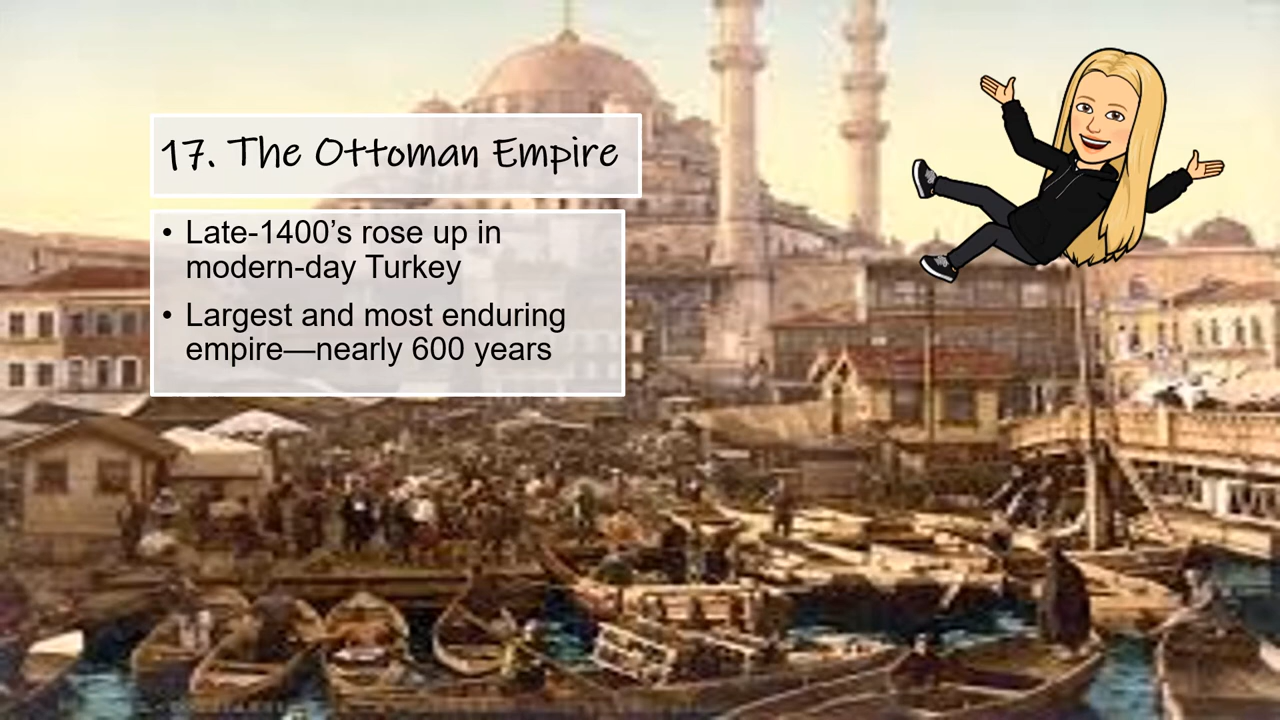 17. The Ottoman Empire
• Late-1400’s rose up in
modern-day Turkey
• Largest and most enduring
empire—nearly 600 years